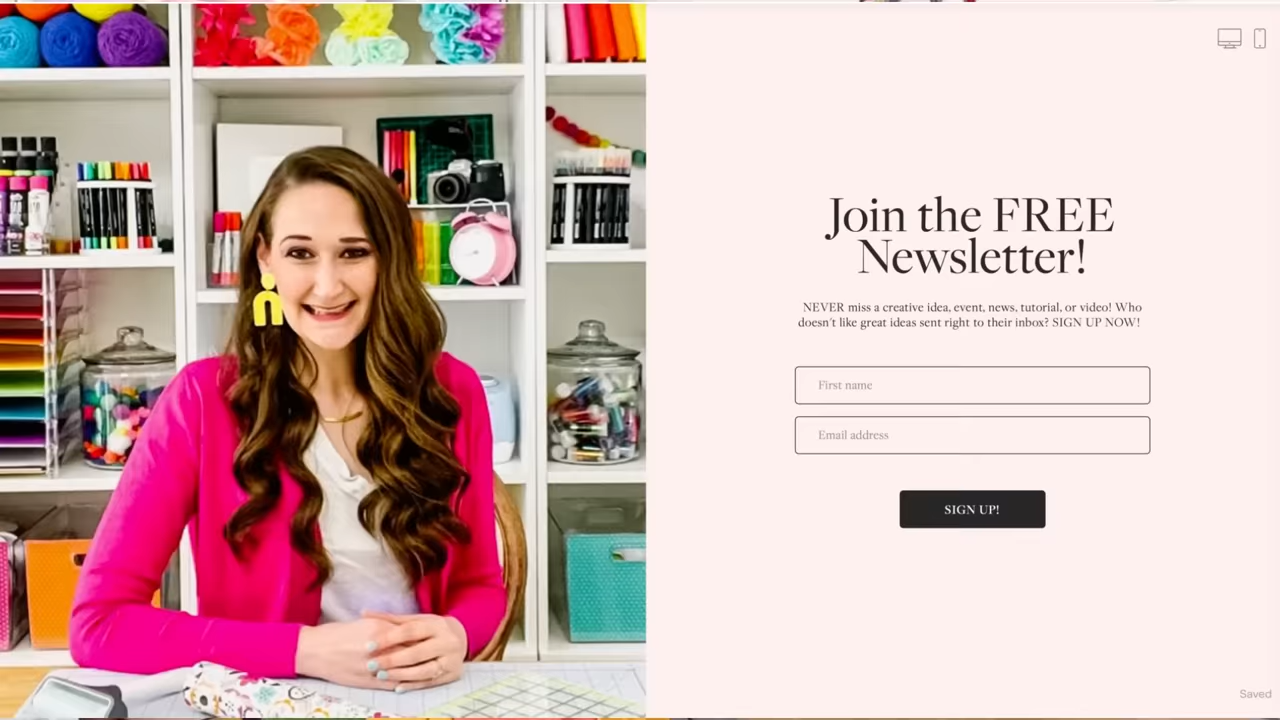 Join the FREE
Newsletter!
NEVER miss a creative idea, event, news, tutorial, or video! Who
doesn't like great ideas sent right to their inbox? SIGN UP NOW!
First name
Email address
SIGN UP!
Saved